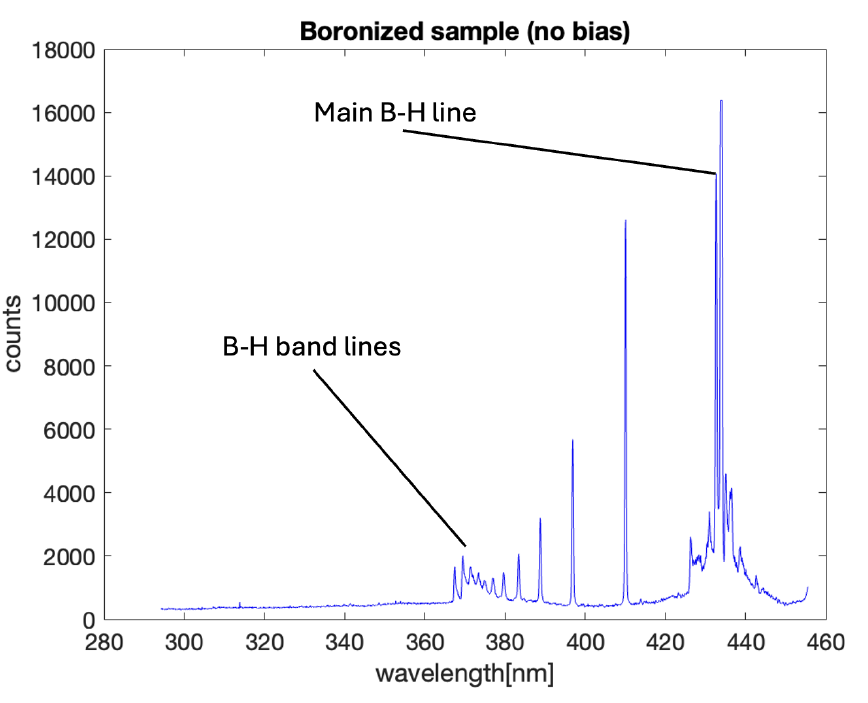 Boronized sample (no bias)
18000
16000
14000
12000
10000
8000
6000
4000
2000
0
counts
Main B-H line
B-H band lines
280 300 320 340 360 380 400 420 440 460
wavelength[nm]